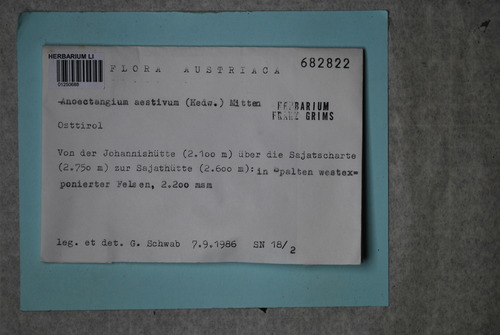 HERBARIUM LI
01250686
FLORA AUSTRIACA
682822
Anoectangium aestivum (Hedw.) Mitten
HERBARIUM
FRANZ GRIMS
Osttirol
Von der Johannishütte (2.100 m) über die Sajatscharte
(2.750 m) zur Sajathütte (2.600 m): in Spalten westex-
ponierter Felsen, 2.200 msm
leg. et det. G. Schwab 7.9.1986 SN 18/2